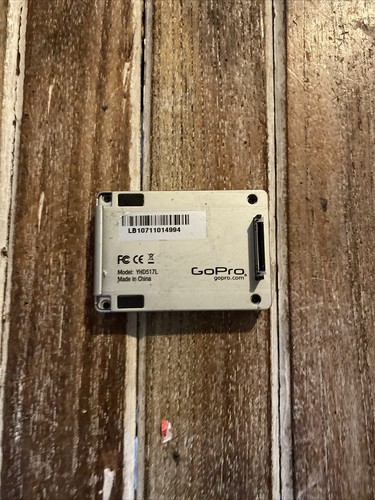 LB10711014994
FC CE
Model: YHDS17L
Made in China
GoPro
gopro.com